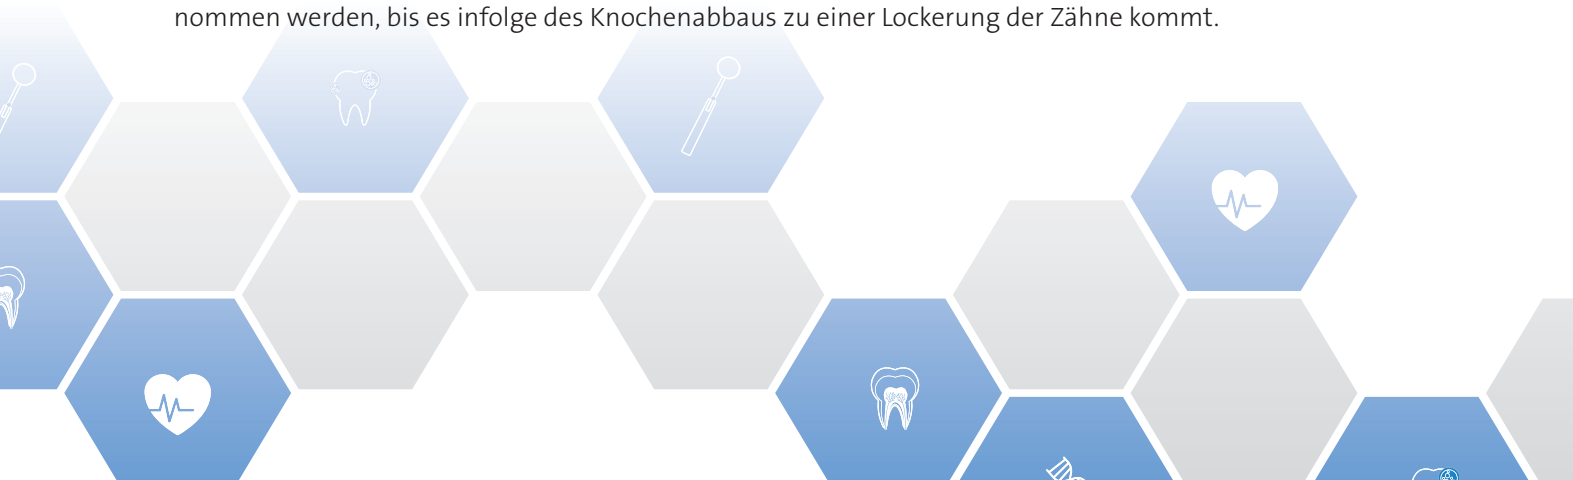 nommen werden, bis es infolge des Knochenabbaus zu einer Lockerung der Zähne kommt.